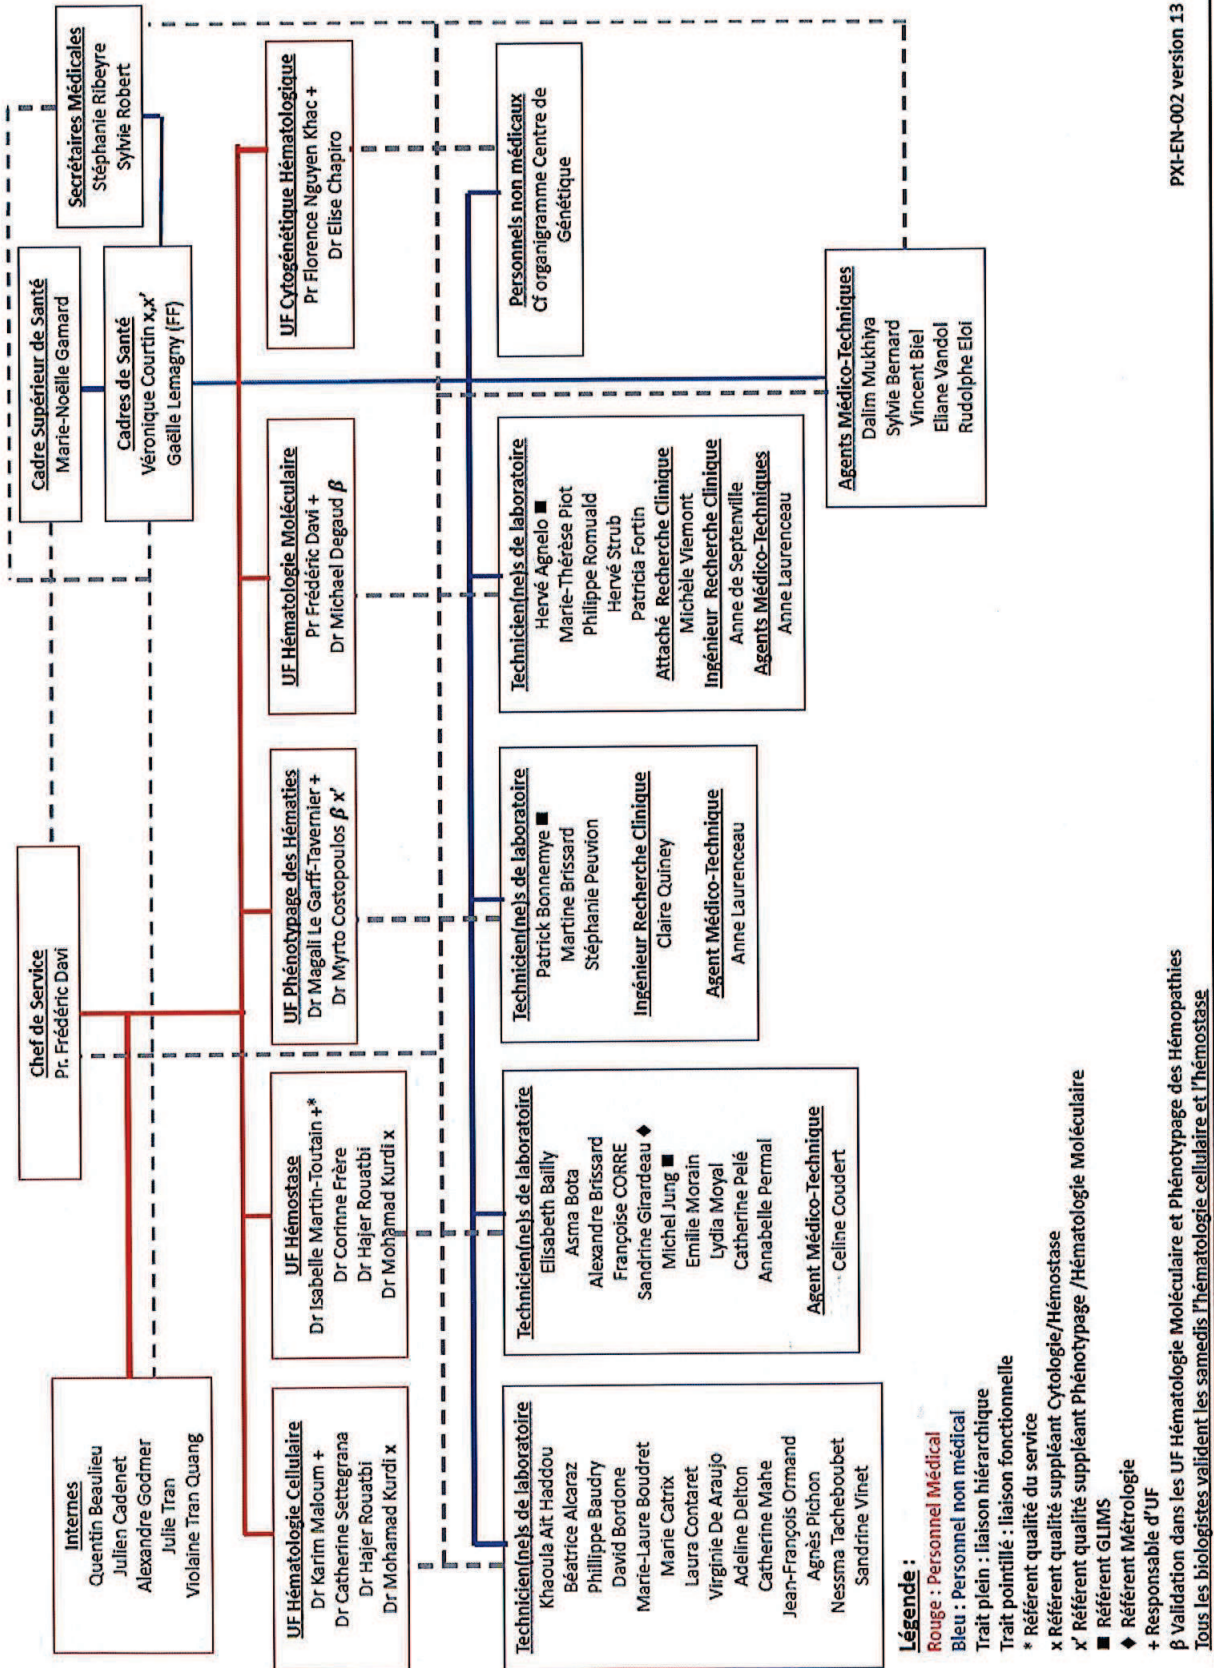 Chef de Service
Pr. Frédéric Davi
Cadre Supérieur de Santé
Marie-Noëlle Gamard
Cadres de Santé
Véronique Courtin x,x'
Gaëlle Lemagny (FF)
Secrétaires Médicales
Stéphanie Ribeyre
Sylvie Robert
Internes
Quentin Beaulieu
Julien Cadenet
Alexandre Godmer
Julie Tran
Violaine Tran Quang
UF Hématologie Cellulaire
Dr Karim Maloum +
Dr Catherine Settegrana
Dr Hajer Rouatbi
Dr Mohamad Kurdi x
UF Hémostase
Dr Isabelle Martin-Toutain +*
Dr Corinne Frère
Dr Hajer Rouatbi
Dr Mohamad Kurdi x
UF Phénotypage des Hématies
Dr Magali Le Garff-Tavernier +
Dr Myrto Costopoulos β x'
UF Hématologie Moléculaire
Pr Frédéric Davi +
Dr Michael Degaud β
UF Cytogénétique Hématologique
Pr Florence Nguyen Khac +
Dr Elise Chapiro
Technicien(ne)s de laboratoire
Khaoula Ait Haddou
Béatrice Alcaraz
Phillippe Baudry
David Bordone
Marie-Laure Boudret
Marie Catrix
Laura Contaret
Virginie De Araujo
Adeline Delton
Catherine Mahe
Jean-François Ormand
Agnès Pichon
Nessma Tacheboubet
Sandrine Vinet
Technicien(ne)s de laboratoire
Elisabeth Bailly
Asma Bota
Alexandre Brissard
Françoise CORRE
Sandrine Girardeau ♦
Michel Jung ■
Emilie Morain
Lydia Moyal
Catherine Pelé
Annabelle Permal
Agent Médico-Technique
Celine Coudert
Technicien(ne)s de laboratoire
Patrick Bonnemye ■
Martine Brissard
Stéphanie Peuvion
Ingénieur Recherche Clinique
Claire Quiney
Agent Médico-Technique
Anne Laurenceau
Technicien(ne)s de laboratoire
Hervé Agnelo ■
Marie-Thérèse Piot
Philippe Romuald
Hervé Strub
Patricia Fortin
Attaché Recherche Clinique
Michèle Viemont
Ingénieur Recherche Clinique
Anne de Septenville
Agents Médico-Techniques
Anne Laurenceau
Personnels non médicaux
Cf organigramme Centre de
Génétique
Agents Médico-Techniques
Dalim Mukhiya
Sylvie Bernard
Vincent Biel
Eliane Vandol
Rudolphe Eloi
Légende :
Rouge : Personnel Médical
Bleu : Personnel non médical
Trait plein : liaison hiérarchique
Trait pointillé : liaison fonctionnelle
* Référent qualité du service
x Référent qualité suppléant Cytologie/Hémostase
x' Référent qualité suppléant Phénotypage /Hématologie Moléculaire
■ Référent GLIMS
♦ Référent Métrologie
+ Responsable d'UF
β Validation dans les UF Hématologie Moléculaire et Phénotypage des Hémopathies
Tous les biologistes valident les samedis l'hématologie cellulaire et l'hémostase
PXI-EN-002 version 13